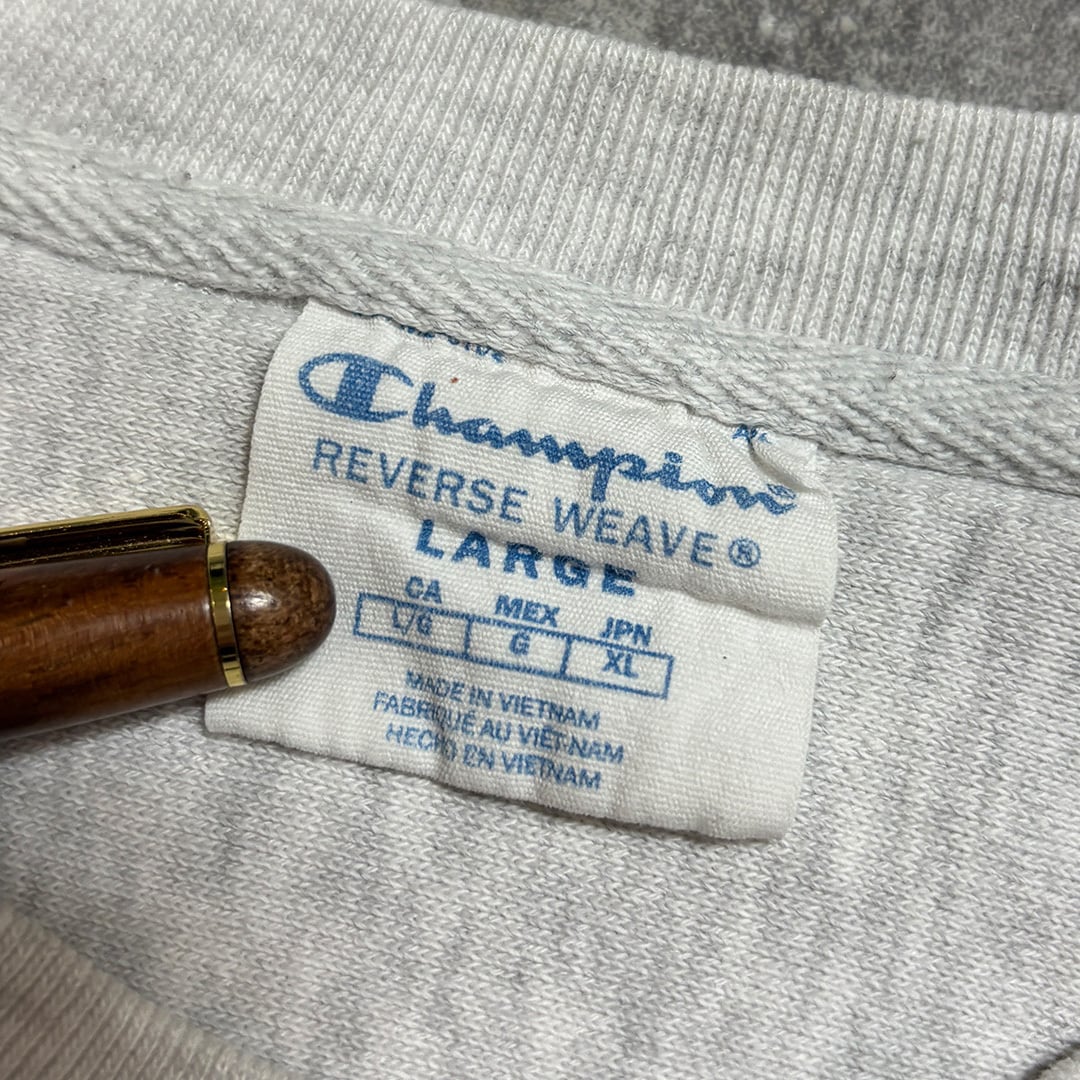 Champion
REVERSE WEAVE®
LARGE
CA MEX JPN
L/G G XL
MADE IN VIETNAM
FABRIQUÉ AU VIETNAM
HECHO EN VIETNAM